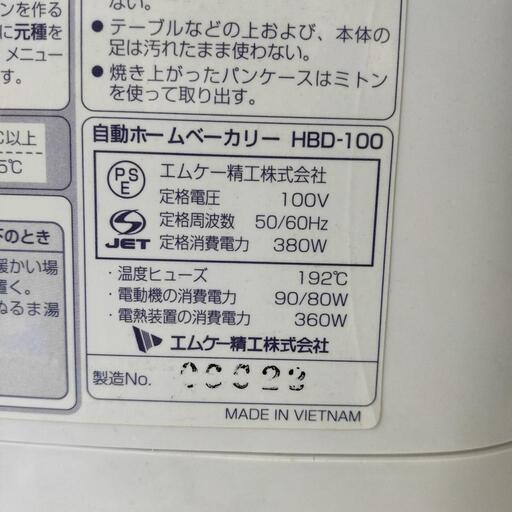 ンを作る
に元種を
メニュー
す。
℃以上
5℃
下のとき
暖かい場
置く。
ぬるま湯
ない。
● テーブルなどの上および、本体の
足は汚れたまま使わない。
● 焼き上がったパンケースはミトン
を使って取り出す。
自動ホームベーカリー HBD-100
PSE
エムケー精工株式会社
定格電圧 100V
定格周波数 50/60Hz
JET 定格消費電力 380W
・温度ヒューズ 192℃
・電動機の消費電力 90/80W
・電熱装置の消費電力 360W
エムケー精工株式会社
製造No.
MADE IN VIETNAM